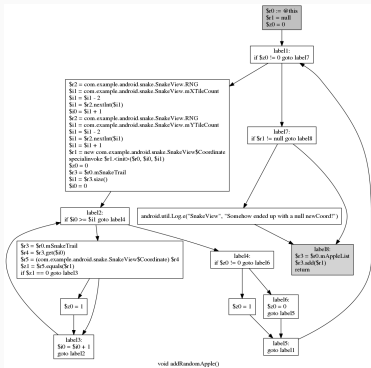 $r0 := @this
$r1 = null
$z0 = 0
label1:
if $z0 != 0 goto label7
$r2 = com.example.android.snake.SnakeView.RNG
$i1 = com.example.android.snake.SnakeView.mXTileCount
$i1 = $i1 - 2
$i0 = $r2.nextInt($i1)
$i0 = $i0 + 1
$r2 = com.example.android.snake.SnakeView.RNG
$i1 = com.example.android.snake.SnakeView.mYTileCount
$i1 = $i1 - 2
$i1 = $r2.nextInt($i1)
$i1 = $i1 + 1
$r1 = new com.example.android.snake.SnakeView$Coordinate
specialinvoke $r1.<init>($r0, $i0, $i1)
$z0 = 0
$r3 = $r0.mSnakeTrail
$i1 = $r3.size()
$i0 = 0
label7:
if $r1 != null goto label8
label2:
if $i0 >= $i1 goto label4
android.util.Log.e("SnakeView", "Somehow ended up with a null newCoord!")
$r3 = $r0.mSnakeTrail
$r4 = $r3.get($i0)
$r5 = (com.example.android.snake.SnakeView$Coordinate) $r4
$z1 = $r5.equals($r1)
if $z1 == 0 goto label3
label4:
if $z0 != 0 goto label6
label8:
$r3 = $r0.mAppleList
$r3.add($r1)
return
$z0 = 1
$z0 = 1
label6:
$z0 = 0
goto label5
label3:
$i0 = $i0 + 1
goto label2
label5:
goto label1
void addRandomApple()